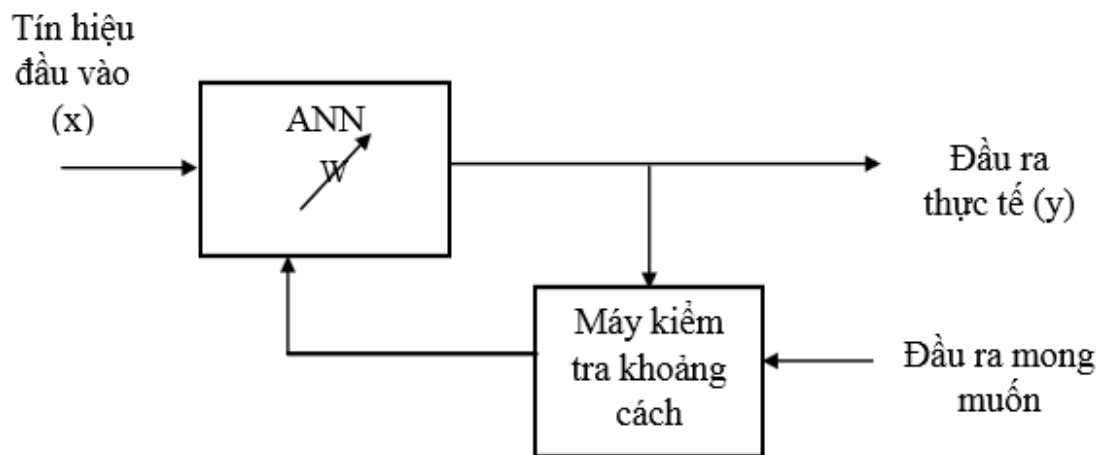 Tín hiệu
đầu vào
(x)
ANN
W
Đầu ra
thực tế (y)
Máy kiểm
tra khoảng
cách
Đầu ra mong
muốn